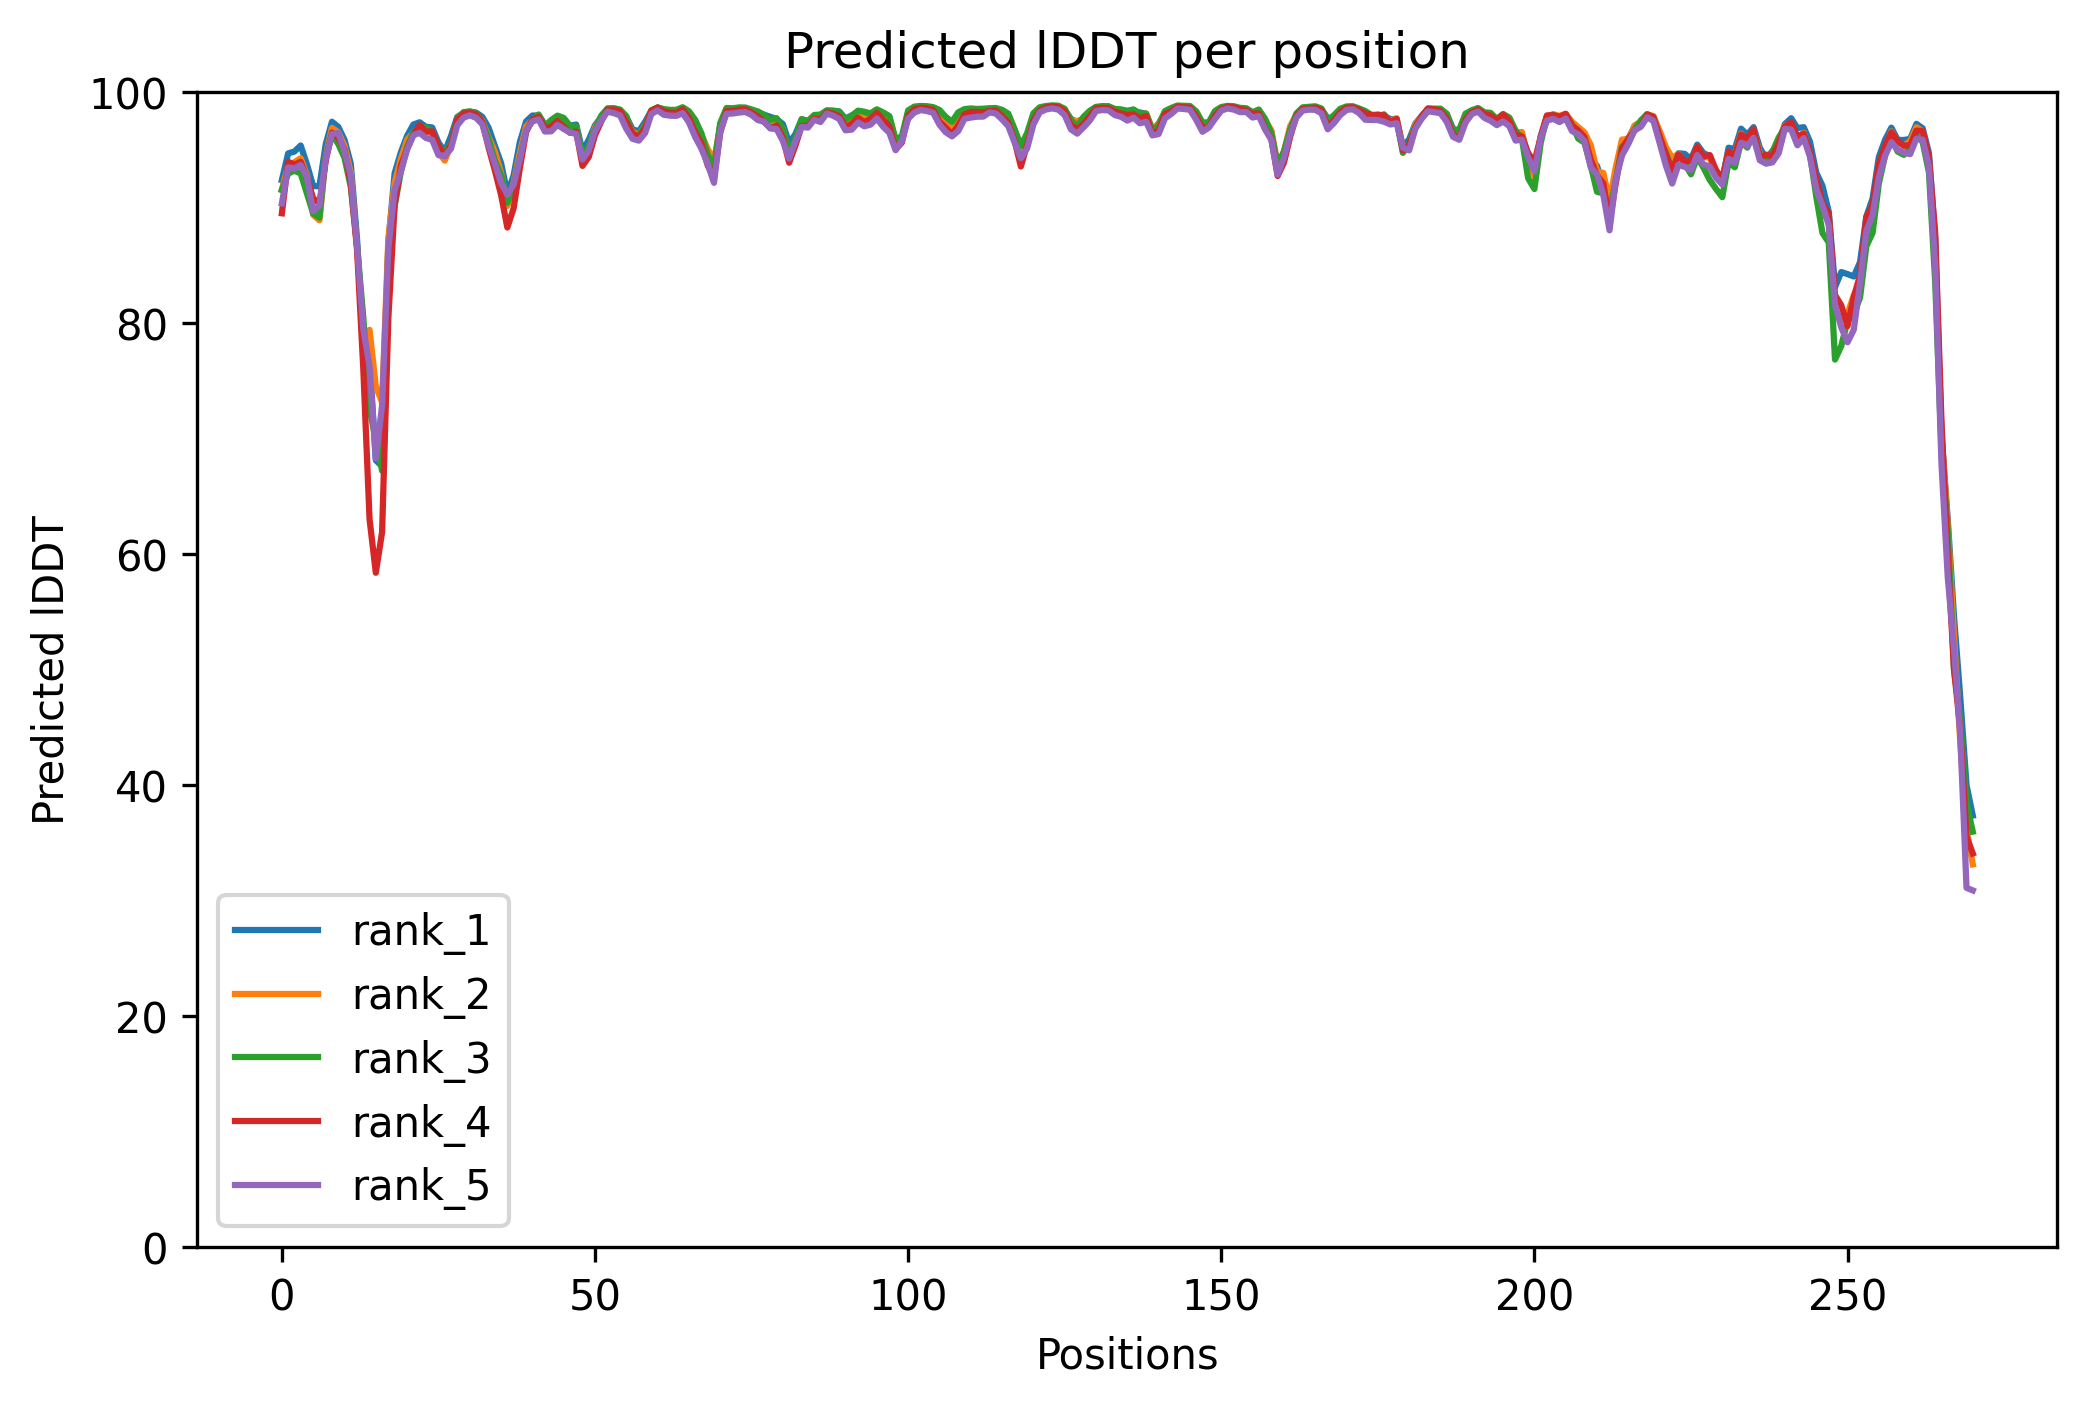 Predicted lDDT per position
100
80
60
40
20
0
Predicted lDDT
rank_1
rank_2
rank_3
rank_4
rank_5
0 50 100 150 200 250
Positions